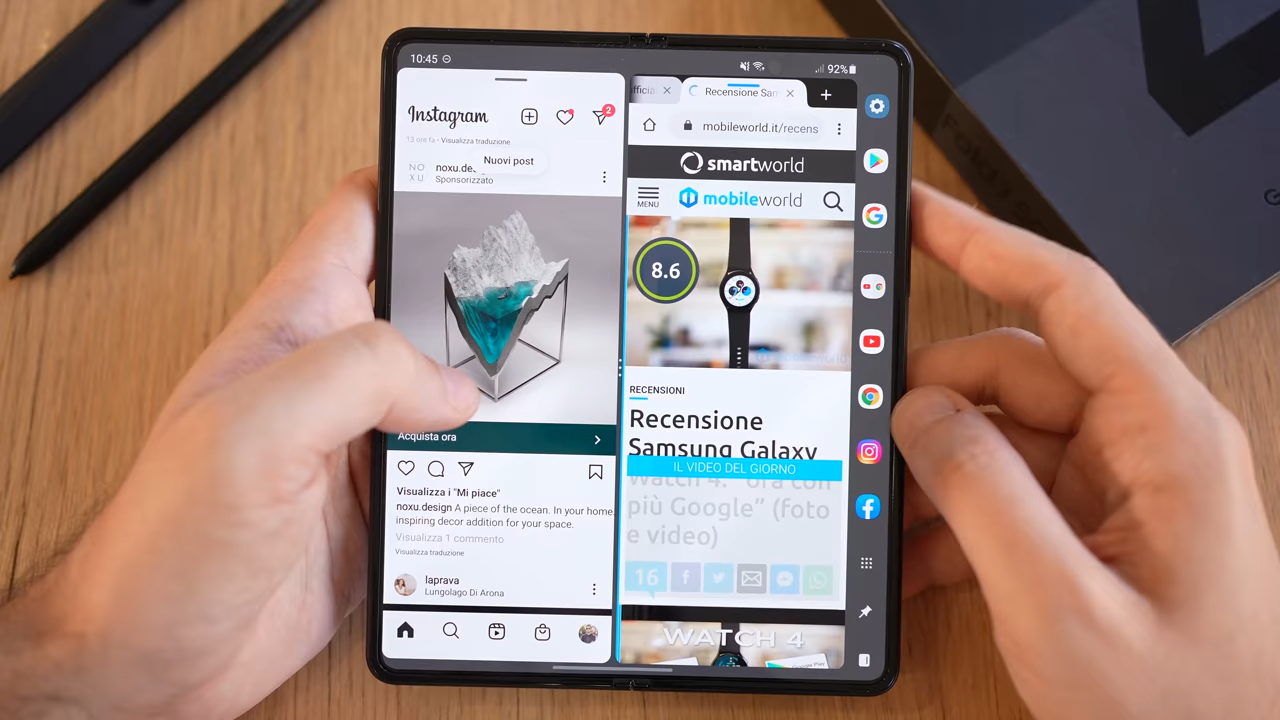 10:45
92%
Instagram
2
13 ore fa • Visualizza traduzione
Nuovi post
NO
XU
noxu.de
Sponsorizzato
Acquista ora
Visualizza i "Mi piace"
noxu.design A piece of the ocean. In your home
inspiring decor addition for your space.
Visualizza 1 commento
Visualizza traduzione
laprava
Lungolago Di Arona
Recensione Sam
mobileworld.it/recens
smartworld
MENU
mobileworld
8.6
RECENSIONI
Recensione
Samsung Galaxy
IL VIDEO DEL GIORNO
Watch 4: "ora con
più Google" (foto
e video)
16
WATCH 4